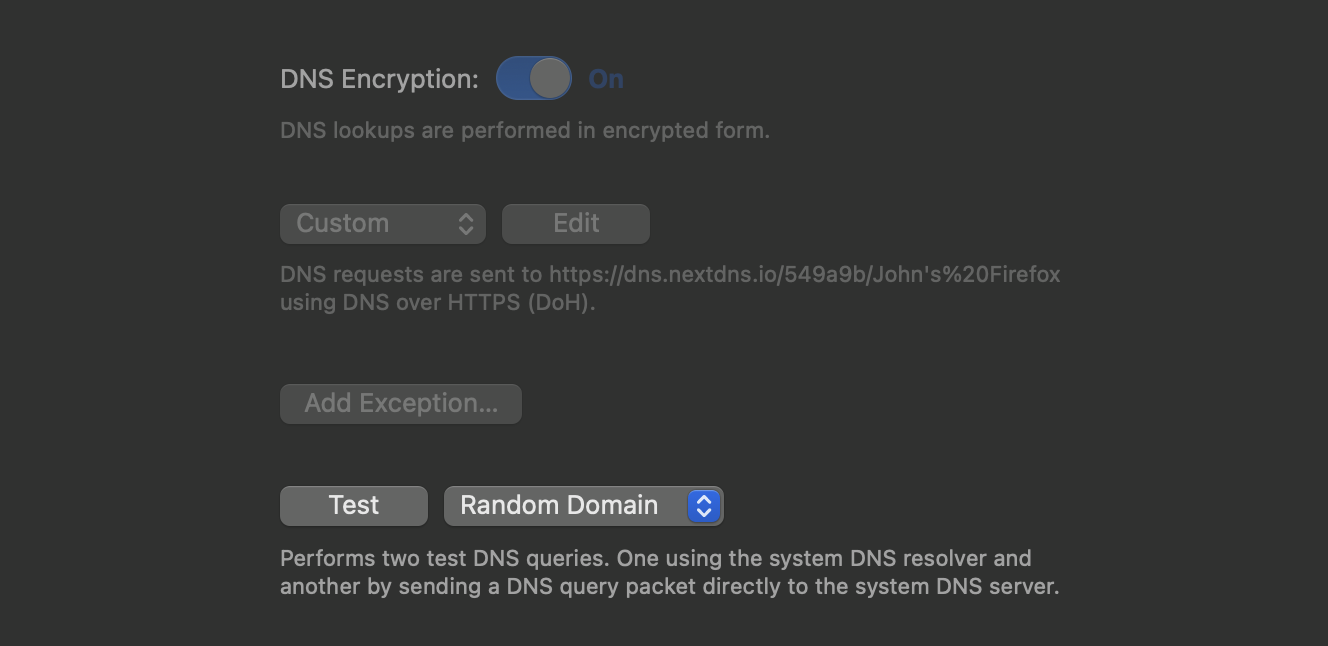 DNS Encryption: On
DNS lookups are performed in encrypted form.
Custom Edit
DNS requests are sent to https://dns.nextdns.io/549a9b/John's%20Firefox
using DNS over HTTPS (DoH).
Add Exception...
Test Random Domain
Performs two test DNS queries. One using the system DNS resolver and
another by sending a DNS query packet directly to the system DNS server.